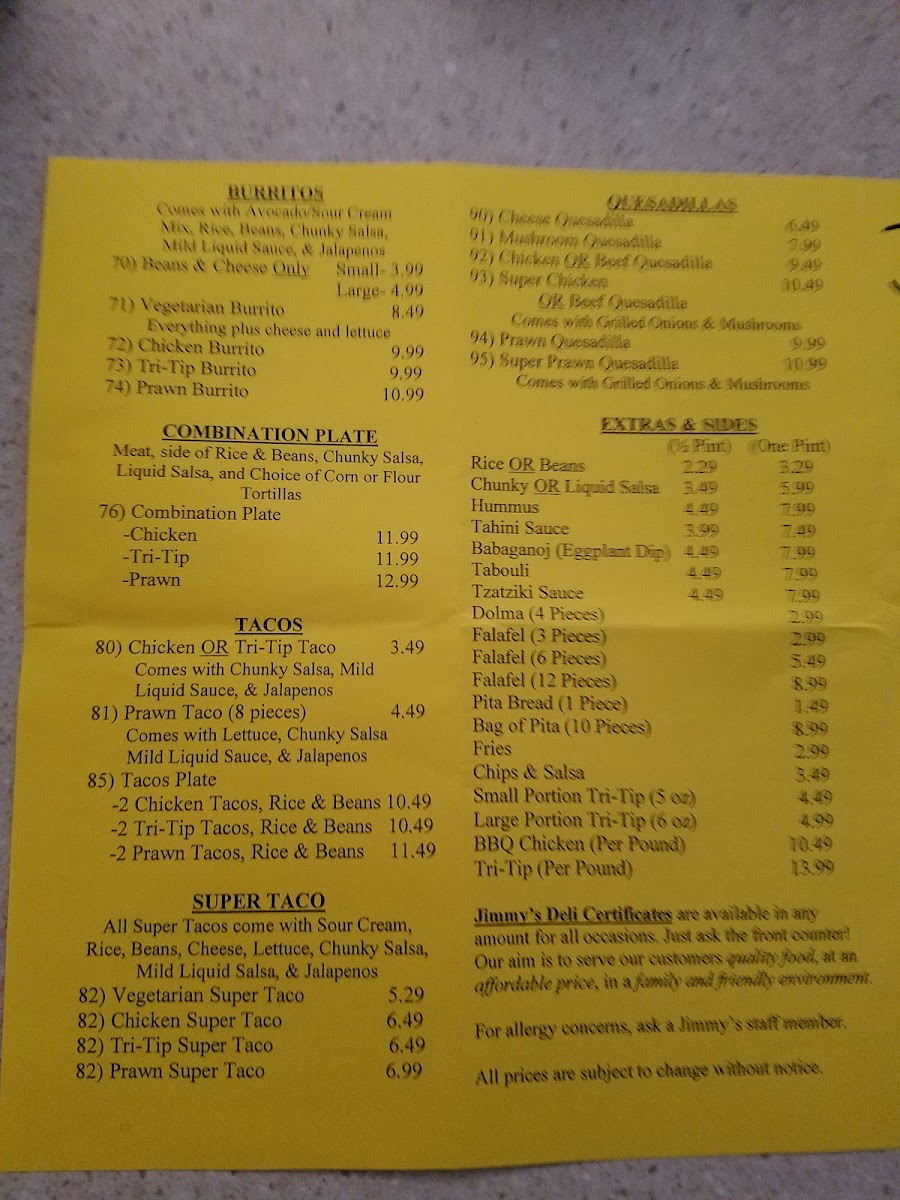 BURRITOS
Comes with Avocado/Sour Cream
Mix, Rice, Beans, Chunky Salsa,
Mild Liquid Sauce, & Jalapenos
70) Beans & Cheese Only Small- 3.99
Large- 4.99
71) Vegetarian Burrito 8.49
Everything plus cheese and lettuce
72) Chicken Burrito 9.99
73) Tri-Tip Burrito 9.99
74) Prawn Burrito 10.99
COMBINATION PLATE
Meat, side of Rice & Beans, Chunky Salsa,
Liquid Salsa, and Choice of Corn or Flour
Tortillas
76) Combination Plate
-Chicken 11.99
-Tri-Tip 11.99
-Prawn 12.99
TACOS
80) Chicken OR Tri-Tip Taco 3.49
Comes with Chunky Salsa, Mild
Liquid Sauce, & Jalapenos
81) Prawn Taco (8 pieces) 4.49
Comes with Lettuce, Chunky Salsa
Mild Liquid Sauce, & Jalapenos
85) Tacos Plate
-2 Chicken Tacos, Rice & Beans 10.49
-2 Tri-Tip Tacos, Rice & Beans 10.49
-2 Prawn Tacos, Rice & Beans 11.49
SUPER TACO
All Super Tacos come with Sour Cream,
Rice, Beans, Cheese, Lettuce, Chunky Salsa,
Mild Liquid Salsa, & Jalapenos
82) Vegetarian Super Taco 5.29
82) Chicken Super Taco 6.49
82) Tri-Tip Super Taco 6.49
82) Prawn Super Taco 6.99
QUESADILLAS
90) Cheese Quesadilla 6.49
91) Mushroom Quesadilla 7.99
92) Chicken OR Beef Quesadilla 9.49
93) Super Chicken 10.49
OR Beef Quesadilla
Comes with Grilled Onions & Mushrooms
94) Prawn Quesadilla 9.99
95) Super Prawn Quesadilla 10.99
Comes with Grilled Onions & Mushrooms
EXTRAS & SIDES
(½ Pint) (One Pint)
Rice OR Beans 2.29 3.29
Chunky OR Liquid Salsa 3.49 5.99
Hummus 4.49 7.99
Tahini Sauce 3.99 7.49
Babaganoj (Eggplant Dip) 4.49 7.99
Tabouli 4.49 7.99
Tzatziki Sauce 4.49 7.99
Dolma (4 Pieces) 2.99
Falafel (3 Pieces) 2.99
Falafel (6 Pieces) 5.49
Falafel (12 Pieces) 8.99
Pita Bread (1 Piece) 1.49
Bag of Pita (10 Pieces) 8.99
Fries 2.99
Chips & Salsa 3.49
Small Portion Tri-Tip (5 oz) 4.49
Large Portion Tri-Tip (6 oz) 4.99
BBQ Chicken (Per Pound) 10.49
Tri-Tip (Per Pound) 13.99
Jimmy's Deli Certificates are available in any
amount for all occasions. Just ask the front counter!
Our aim is to serve our customers quality food, at an
affordable price, in a family and friendly environment.
For allergy concerns, ask a Jimmy's staff member.
All prices are subject to change without notice.